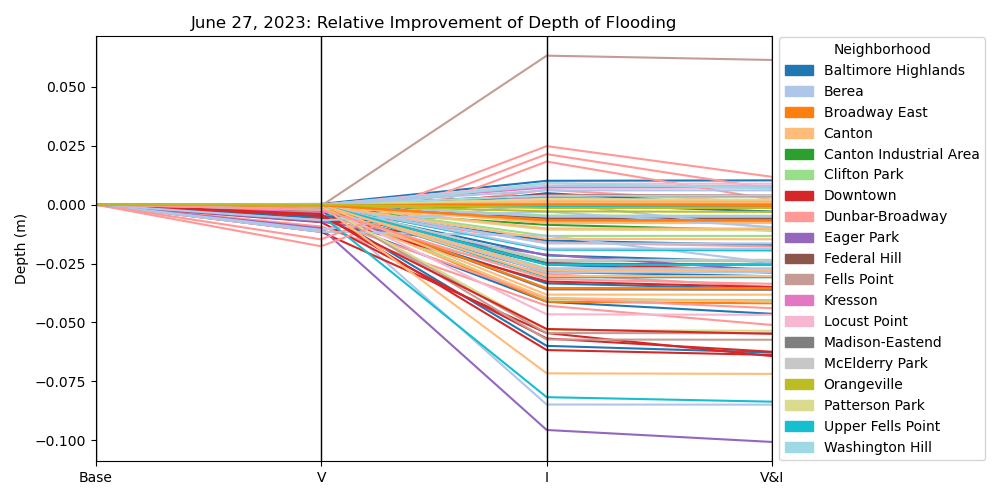 June 27, 2023: Relative Improvement of Depth of Flooding
Depth (m)
0.050
0.025
0.000
−0.025
−0.050
−0.075
−0.100
Base
V
I
V&I
Neighborhood
Baltimore Highlands
Berea
Broadway East
Canton
Canton Industrial Area
Clifton Park
Downtown
Dunbar-Broadway
Eager Park
Federal Hill
Fells Point
Kresson
Locust Point
Madison-Eastend
McElderry Park
Orangeville
Patterson Park
Upper Fells Point
Washington Hill